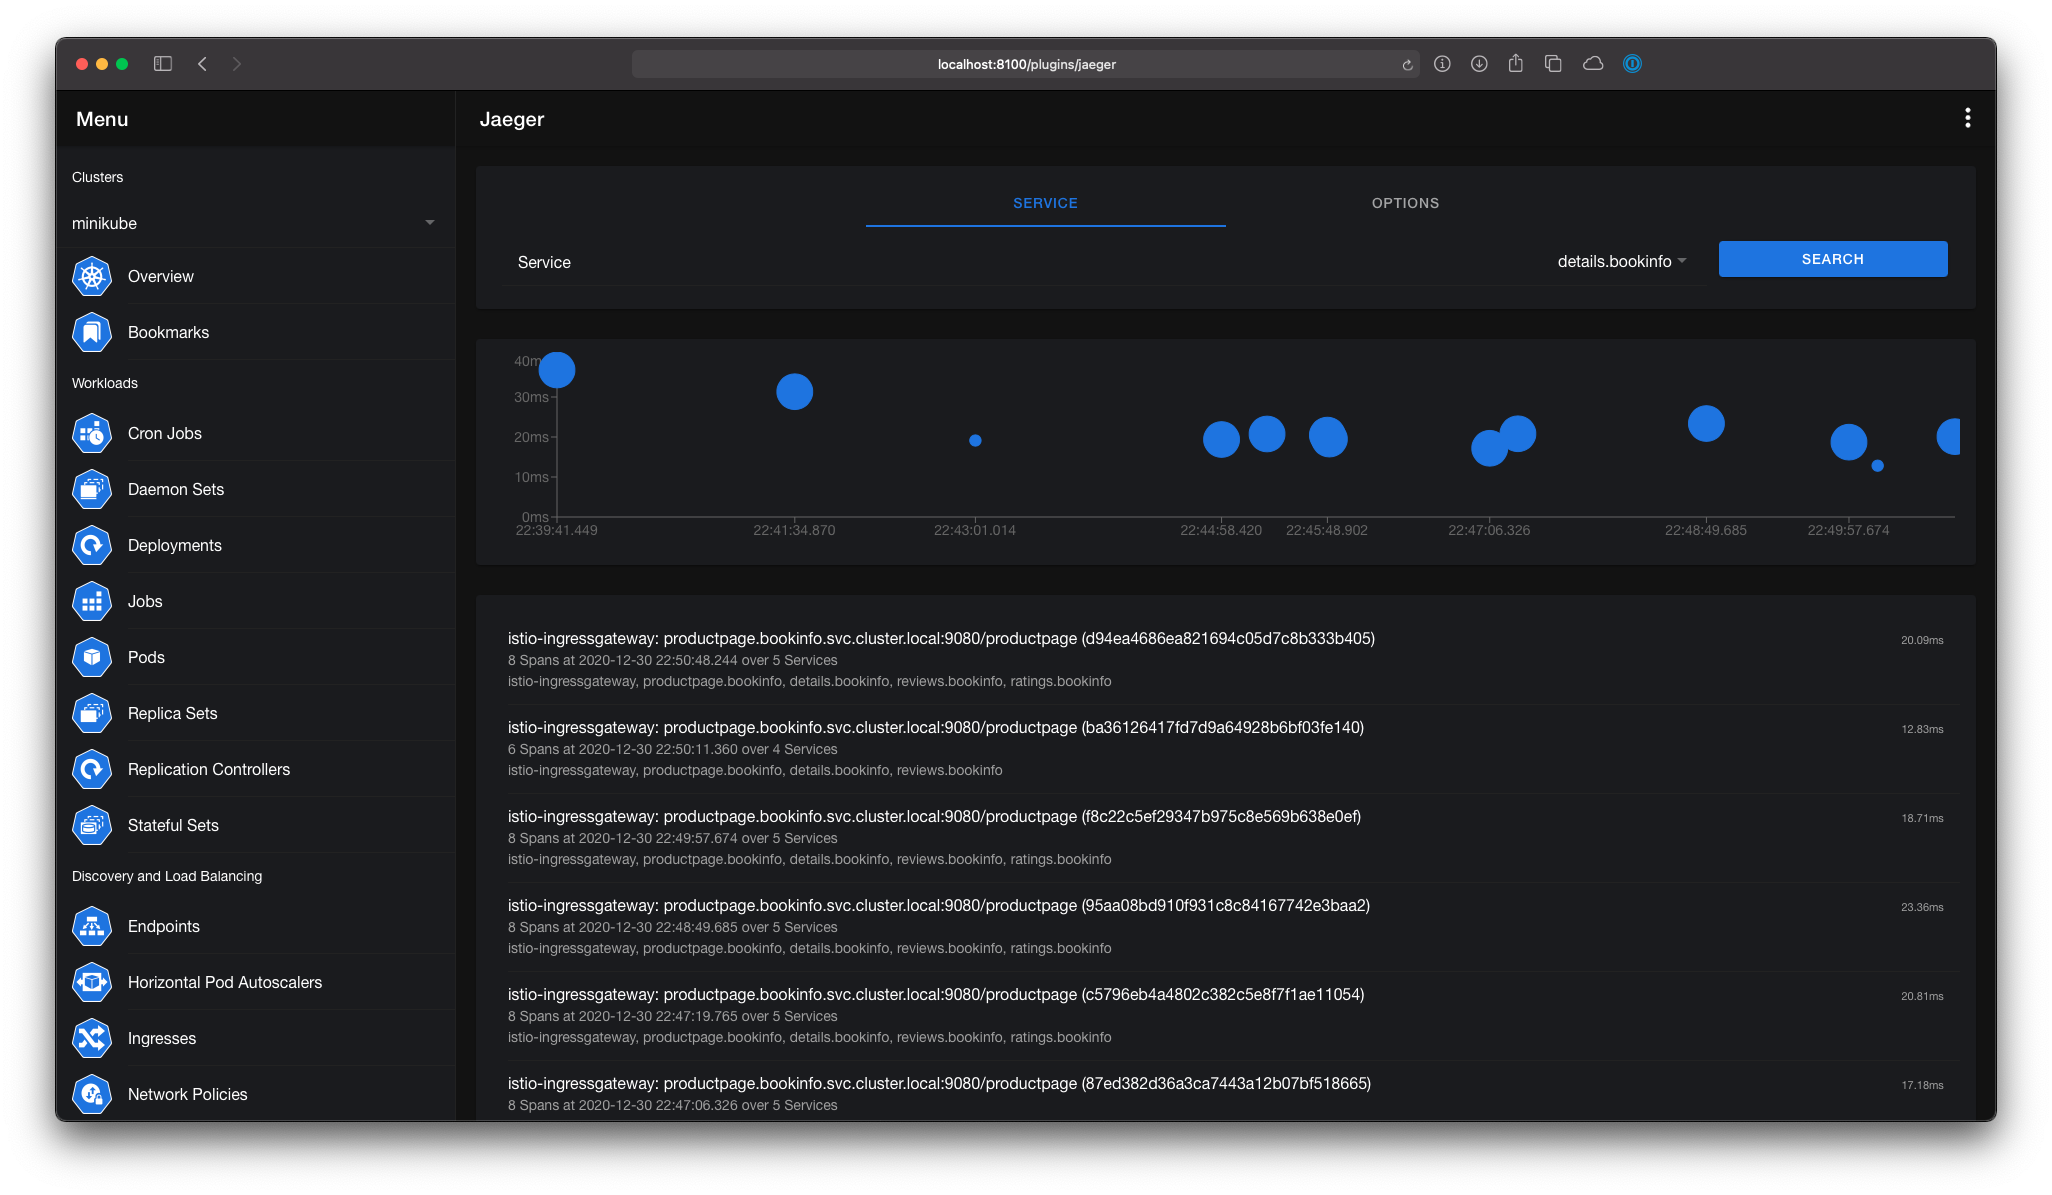 localhost:8100/plugins/jaeger
Menu
Jaeger
Clusters
minikube
Overview
Bookmarks
Workloads
Cron Jobs
Daemon Sets
Deployments
Jobs
Pods
Replica Sets
Replication Controllers
Stateful Sets
Discovery and Load Balancing
Endpoints
Horizontal Pod Autoscalers
Ingresses
Network Policies
SERVICE OPTIONS
Service details.bookinfo SEARCH
40m
30ms
20ms
10ms
0ms
22:39:41.449 22:41:34.870 22:43:01.014 22:44:58.420 22:45:48.902 22:47:06.326 22:48:49.685 22:49:57.674
istio-ingressgateway: productpage.bookinfo.svc.cluster.local:9080/productpage (d94ea4686ea821694c05d7c8b333b405) 20.09ms
8 Spans at 2020-12-30 22:50:48.244 over 5 Services
istio-ingressgateway, productpage.bookinfo, details.bookinfo, reviews.bookinfo, ratings.bookinfo
istio-ingressgateway: productpage.bookinfo.svc.cluster.local:9080/productpage (ba36126417fd7d9a64928b6bf03fe140) 12.83ms
6 Spans at 2020-12-30 22:50:11.360 over 4 Services
istio-ingressgateway, productpage.bookinfo, details.bookinfo, reviews.bookinfo
istio-ingressgateway: productpage.bookinfo.svc.cluster.local:9080/productpage (f8c22c5ef29347b975c8e569b638e0ef) 18.71ms
8 Spans at 2020-12-30 22:49:57.674 over 5 Services
istio-ingressgateway, productpage.bookinfo, details.bookinfo, reviews.bookinfo, ratings.bookinfo
istio-ingressgateway: productpage.bookinfo.svc.cluster.local:9080/productpage (95aa08bd910f931c8c84167742e3baa2) 23.36ms
8 Spans at 2020-12-30 22:48:49.685 over 5 Services
istio-ingressgateway, productpage.bookinfo, details.bookinfo, reviews.bookinfo, ratings.bookinfo
istio-ingressgateway: productpage.bookinfo.svc.cluster.local:9080/productpage (c5796eb4a4802c382c5e8f7f1ae11054) 20.81ms
8 Spans at 2020-12-30 22:47:19.765 over 5 Services
istio-ingressgateway, productpage.bookinfo, details.bookinfo, reviews.bookinfo, ratings.bookinfo
istio-ingressgateway: productpage.bookinfo.svc.cluster.local:9080/productpage (87ed382d36a3ca7443a12b07bf518665) 17.18ms
8 Spans at 2020-12-30 22:47:06.326 over 5 Services